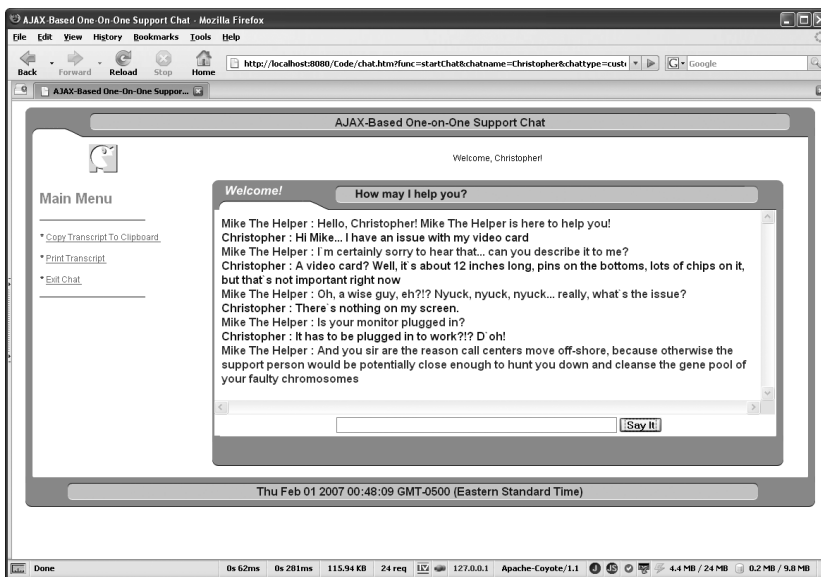 AJAX-Based One-On-One Support Chat - Mozilla Firefox
File Edit View History Bookmarks Tools Help
Back Forward Reload Stop Home
http://localhost:8080/Code/chat.htm?func=startChat&chatname=Christopher&chattype=custo
Google
AJAX-Based One-On-One Suppor...
AJAX-Based One-on-One Support Chat
Welcome, Christopher!
Main Menu
* Copy Transcript To Clipboard
* Print Transcript
* Exit Chat
Welcome!
How may I help you?
Mike The Helper : Hello, Christopher! Mike The Helper is here to help you!
Christopher : Hi Mike... I have an issue with my video card
Mike The Helper : I`m certainly sorry to hear that... can you describe it to me?
Christopher : A video card? Well, it`s about 12 inches long, pins on the bottoms, lots of chips on it,
but that`s not important right now
Mike The Helper : Oh, a wise guy, eh?!? Nyuck, nyuck, nyuck... really, what`s the issue?
Christopher : There`s nothing on my screen.
Mike The Helper : Is your monitor plugged in?
Christopher : It has to be plugged in to work?!? D`oh!
Mike The Helper : And you sir are the reason call centers move off-shore, because otherwise the
support person would be potentially close enough to hunt you down and cleanse the gene pool of
your faulty chromosomes
Say It
Thu Feb 01 2007 00:48:09 GMT-0500 (Eastern Standard Time)
Done 0s 62ms 0s 281ms 115.94 KB 24 req 127.0.0.1 Apache-Coyote/1.1 4.4 MB / 24 MB 0.2 MB / 9.8 MB